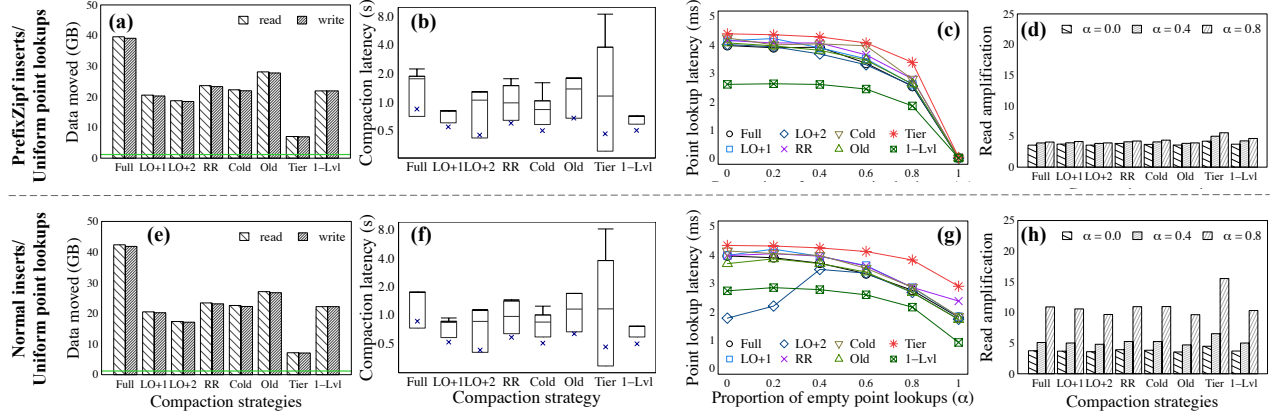 PrefixZipf inserts/
Uniform point lookups
(a)
read
write
Data moved (GB)
50
40
30
20
10
0
Full LO+1 LO+2 RR Cold Old Tier 1–Lvl
(b)
Compaction latency (s)
8.0
2.0
1.0
0.5
Full LO+1 LO+2 RR Cold Old Tier 1–Lvl
(c)
Point lookup latency (ms)
5
4
3
2
1
0
Full LO+2 Cold Tier
LO+1 RR Old 1–Lvl
0 0.2 0.4 0.6 0.8 1
(d)
Read amplification
α = 0.0 α = 0.4 α = 0.8
25
20
15
10
5
0
Full LO+1 LO+2 RR Cold Old Tier 1–Lvl
Normal inserts/
Uniform point lookups
(e)
read
write
Data moved (GB)
50
40
30
20
10
0
Full LO+1 LO+2 RR Cold Old Tier 1–Lvl
Compaction strategies
(f)
Compaction latency (s)
8.0
2.0
1.0
0.5
Full LO+1 LO+2 RR Cold Old Tier 1–Lvl
Compaction strategy
(g)
Point lookup latency (ms)
5
4
3
2
1
0
Full LO+2 Cold Tier
LO+1 RR Old 1–Lvl
0 0.2 0.4 0.6 0.8 1
Proportion of empty point lookups (α)
(h)
Read amplification
α = 0.0 α = 0.4 α = 0.8
25
20
15
10
5
0
Full LO+1 LO+2 RR Cold Old Tier 1–Lvl
Compaction strategies